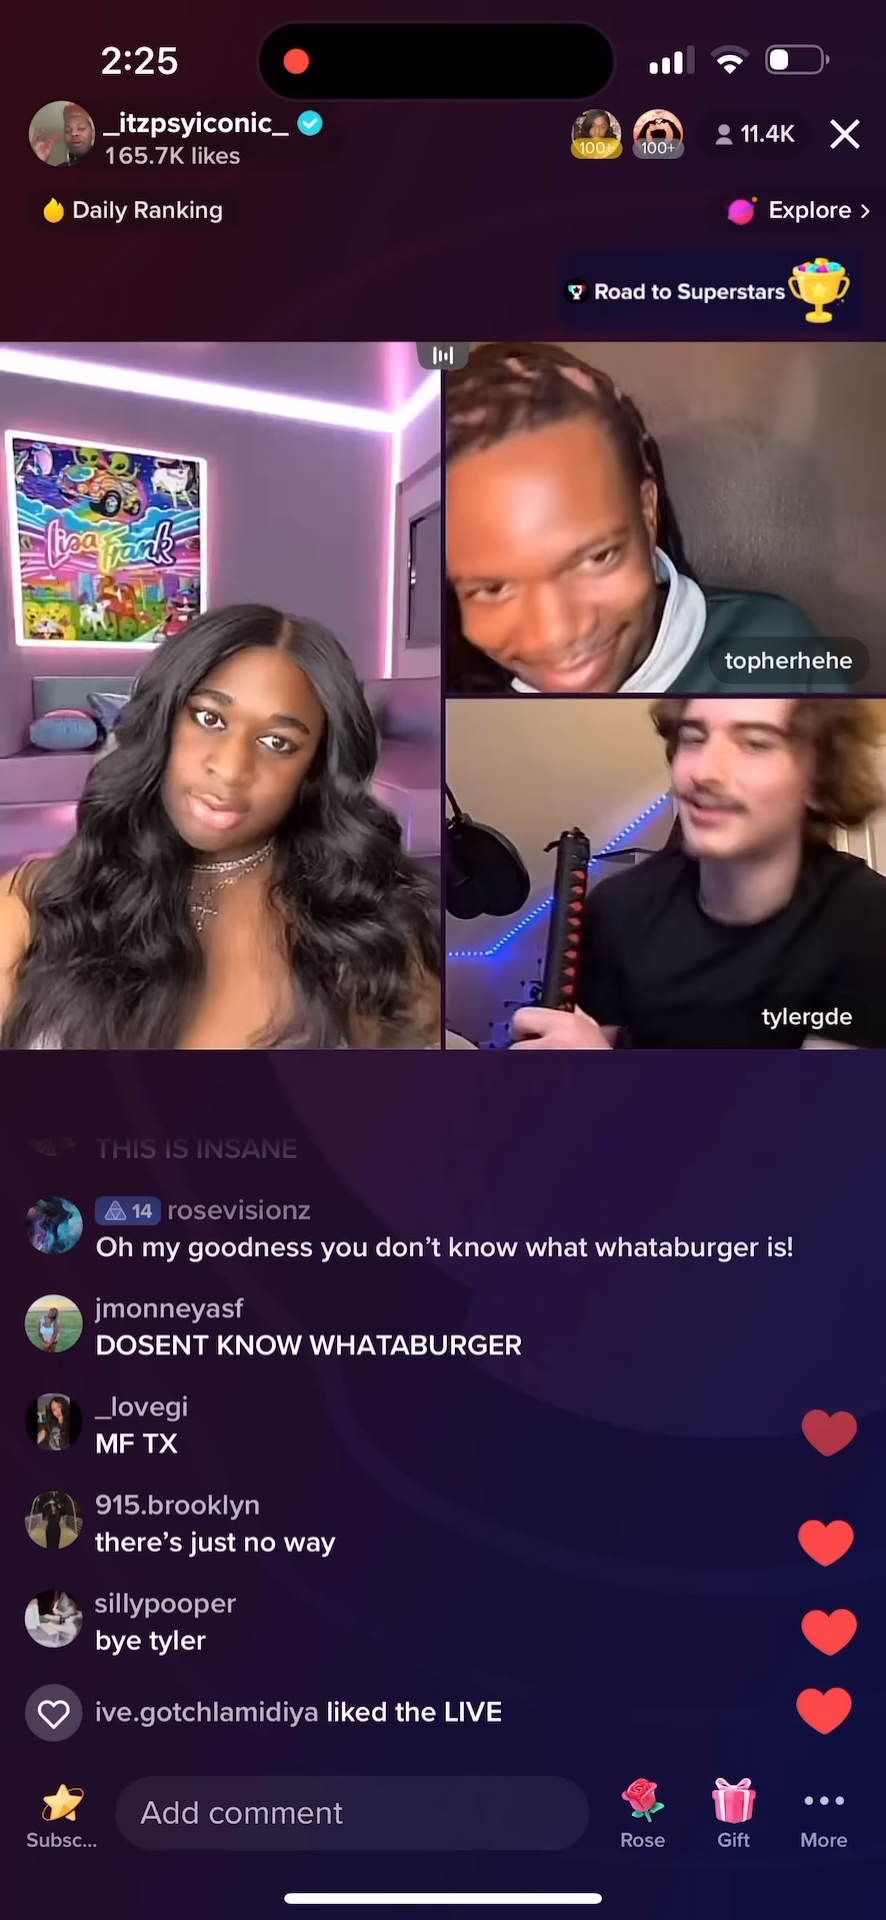 2:25
_itzpsyiconic_
165.7K likes
100+
100+
11.4K
Daily Ranking
Explore >
Road to Superstars
Lisa Frank
topherhehe
tylergde
THIS IS INSANE
14 rosevisionz
Oh my goodness you don’t know what whataburger is!
jmonneyasf
DOSENT KNOW WHATABURGER
_lovegi
MF TX
915.brooklyn
there’s just no way
sillypooper
bye tyler
ive.gotchlamidiya liked the LIVE
Add comment
Subsc...
Rose
Gift
More